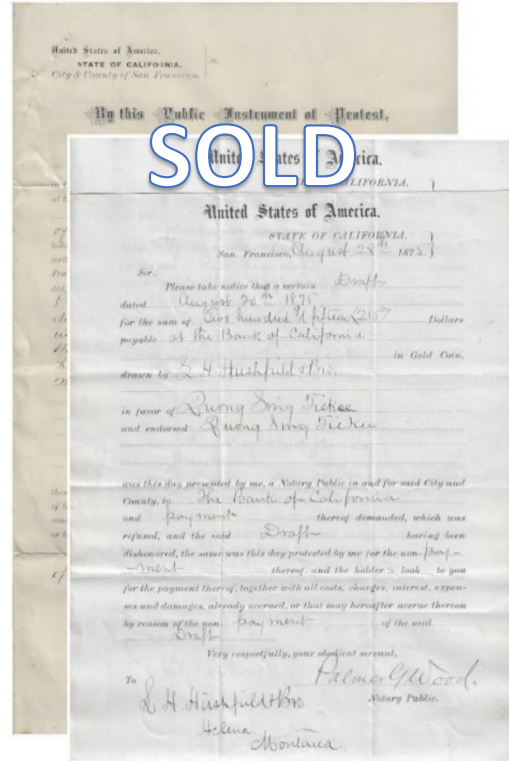 United States of America.
STATE OF CALIFORNIA.
City & County of San Francisco.
By this Public Instrument of Protest,
SOLD
United States of America.
CALIFORNIA.
United States of America.
STATE OF CALIFORNIA.
San Francisco, August 28th 1875
Sir:
Please take notice that a certain Draft
dated August 20th 1875
for the sum of Two hundred & fifteen (215) Dollars
payable at the Bank of California
in Gold Coin,
drawn by L H Hushfield & Bro.
in favor of Quong Sing Tickee
and endorsed Quong Sing Tickee
was this day presented by me, a Notary Public in and for said City and
County, to The Bank of California
and payment thereof demanded, which was
refused, and the said Draft having been
dishonored, the same was this day protested by me for the non-pay-
-ment thereof, and the holder look to you
for the payment thereof, together with all costs, charges, interest, expen-
ses and damages, already accrued, or that may hereafter accrue thereon
by reason of the non-payment of the said
Draft
Very respectfully, your obedient servant,
Palmer G Wood.
Notary Public.
To
L H Hushfield & Bro
Helena
Montana.